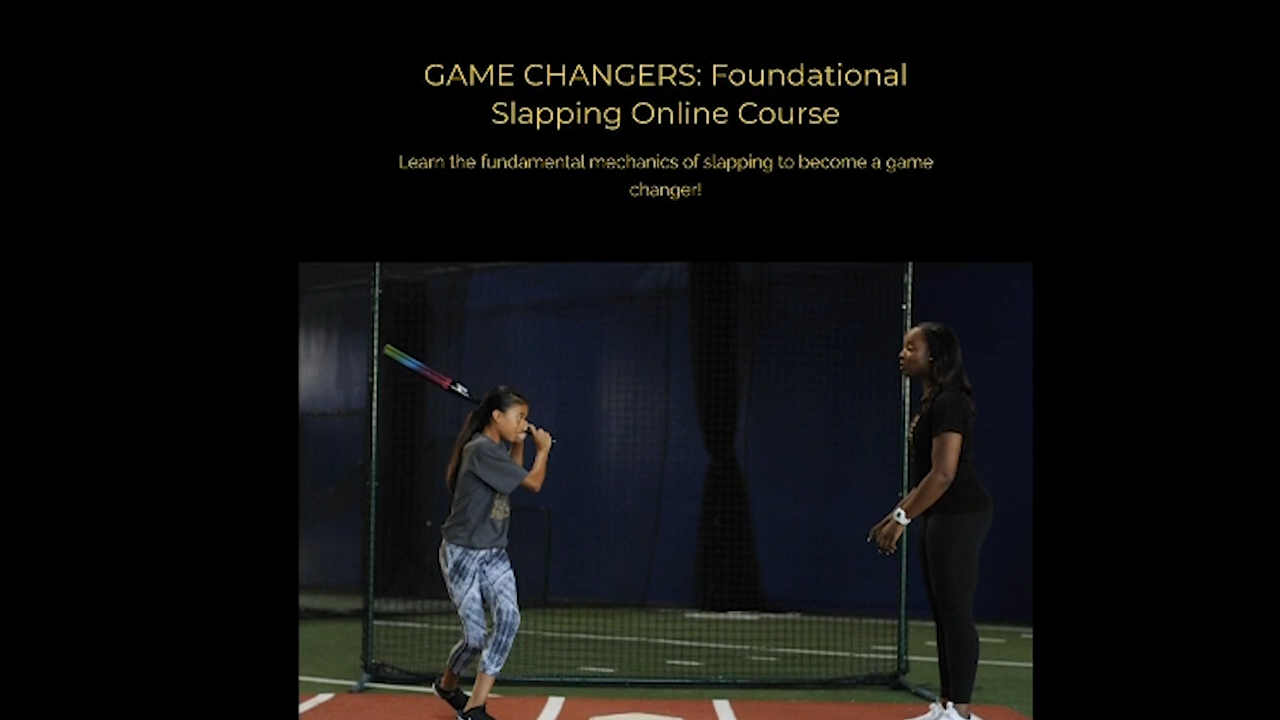 GAME CHANGERS: Foundational
Slapping Online Course
Learn the fundamental mechanics of slapping to become a game
changer!